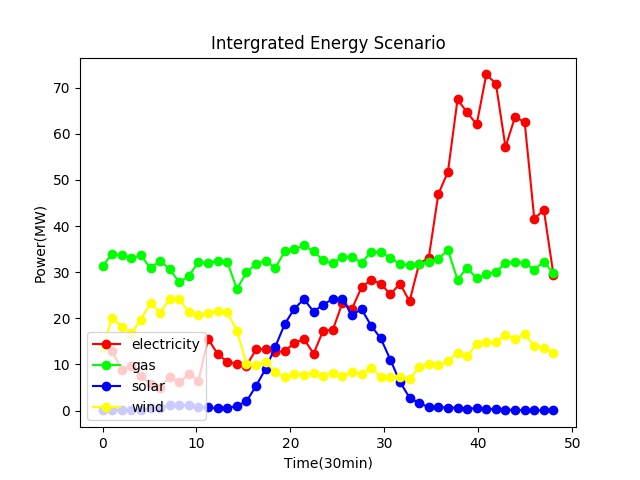 Intergrated Energy Scenario
Power(MW)
70
60
50
40
30
20
10
0
electricity
gas
solar
wind
0 10 20 30 40 50
Time(30min)